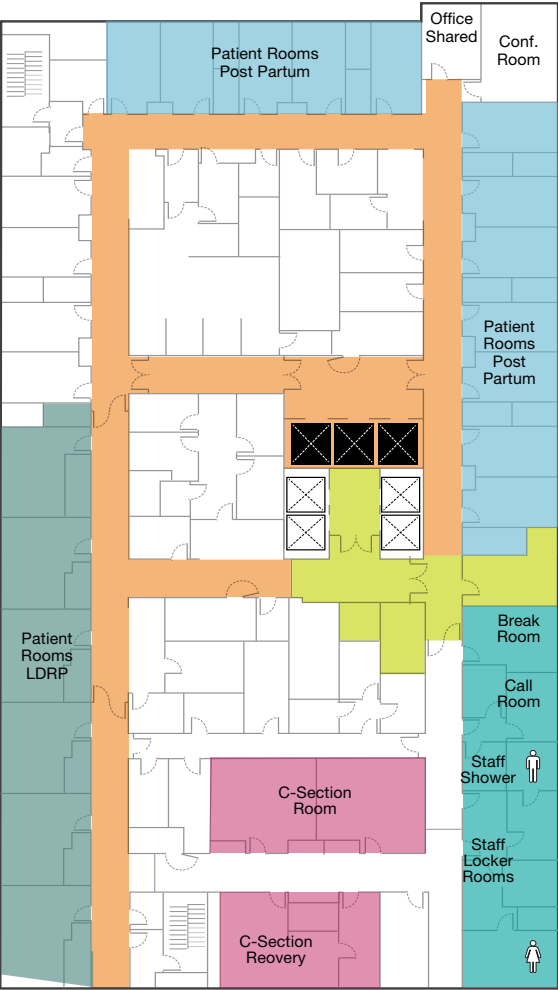 Office
Shared
Conf.
Room
Patient Rooms
Post Partum
Patient
Rooms
Post
Partum
Break
Room
Patient
Rooms
LDRP
Call
Room
Staff
Shower
C-Section
Room
Staff
Locker
Rooms
C-Section
Reovery